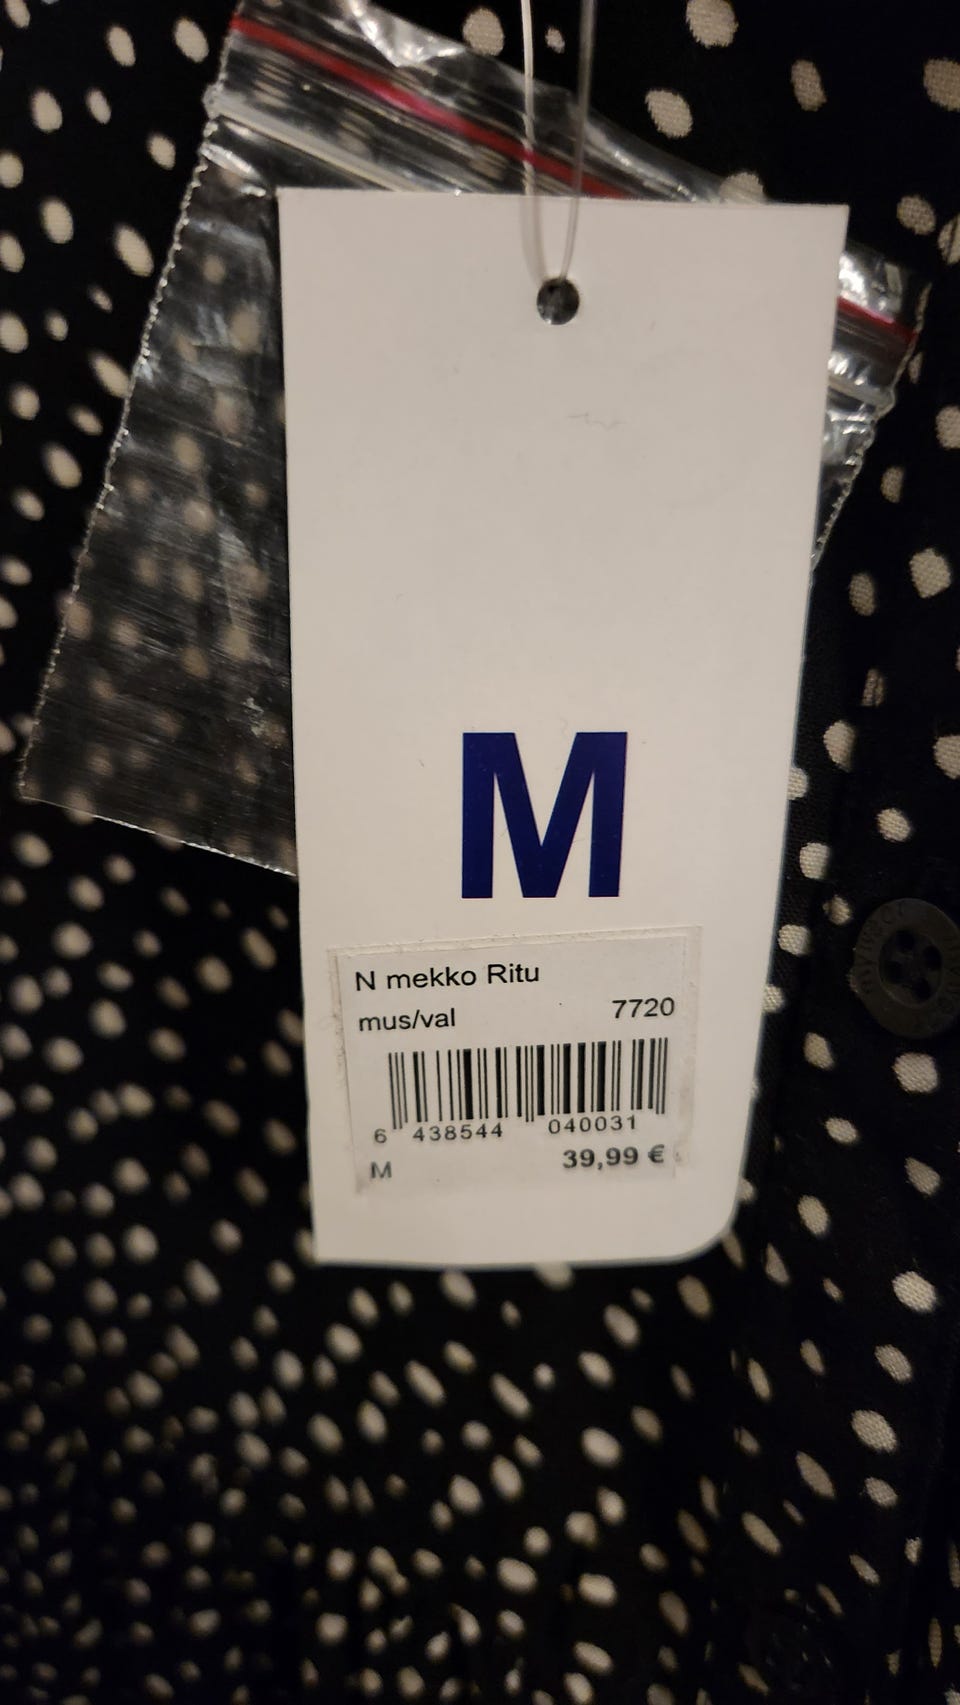 M
N mekko Ritu
mus/val 7720
6 438544 040031
M 39,99 €